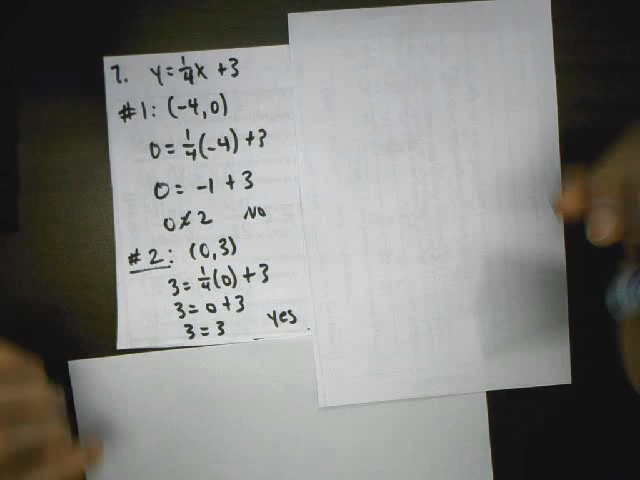 7. y = 1/4 x + 3
#1: (-4, 0)
0 = 1/4 (-4) + 3
0 = -1 + 3
0 ≠ 2 No
#2: (0, 3)
3 = 1/4 (0) + 3
3 = 0 + 3
3 = 3 yes